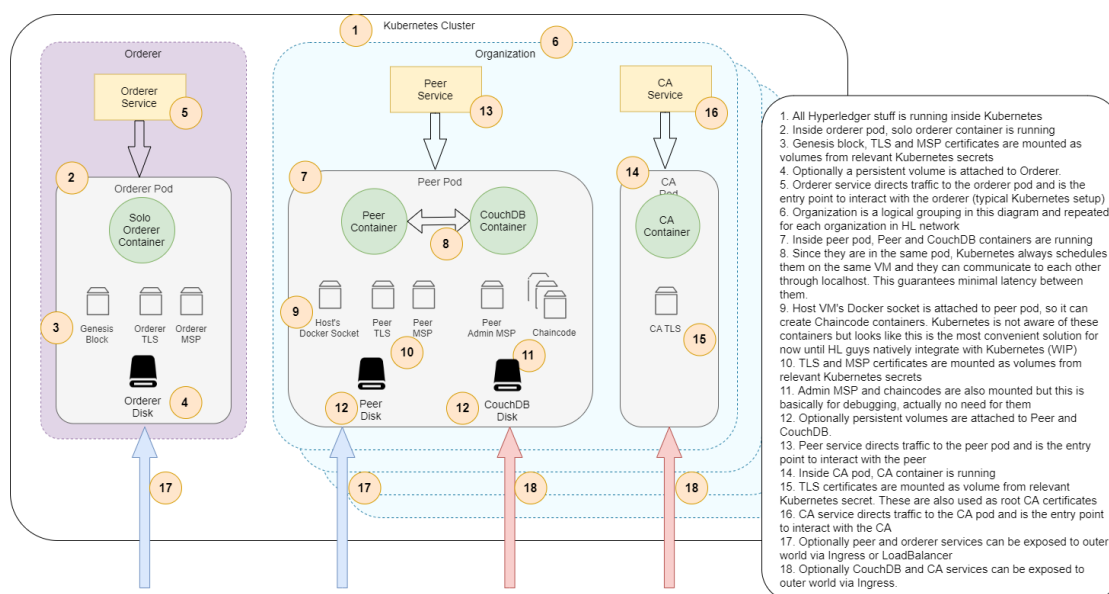 Kubernetes Cluster
1
Orderer
Organization
6
Orderer
Service
5
Peer
Service
13
CA
Service
16
2
Orderer Pod
7
Peer Pod
14
CA
Solo
Orderer
Container
Peer
Container
CouchDB
Container
8
CA
Container
3
Genesis
Block
Orderer
TLS
Orderer
MSP
9
Host's
Docker Socket
Peer
TLS
Peer
MSP
10
Peer
Admin MSP
Chaincode
11
CA TLS
15
Orderer
Disk
4
12
Peer
Disk
12
CouchDB
Disk
17
17
18
18
1. All Hyperledger stuff is running inside Kubernetes
2. Inside orderer pod, solo orderer container is running
3. Genesis block, TLS and MSP certificates are mounted as
volumes from relevant Kubernetes secrets
4. Optionally a persistent volume is attached to Orderer.
5. Orderer service directs traffic to the orderer pod and is the
entry point to interact with the orderer (typical Kubernetes setup)
6. Organization is a logical grouping in this diagram and repeated
for each organization in HL network
7. Inside peer pod, Peer and CouchDB containers are running
8. Since they are in the same pod, Kubernetes always schedules
them on the same VM and they can communicate to each other
through localhost. This guarantees minimal latency between
them.
9. Host VM's Docker socket is attached to peer pod, so it can
create Chaincode containers. Kubernetes is not aware of these
containers but looks like this is the most convenient solution for
now until HL guys natively integrate with Kubernetes (WIP)
10. TLS and MSP certificates are mounted as volumes from
relevant Kubernetes secrets
11. Admin MSP and chaincodes are also mounted but this is
basically for debugging, actually no need for them
12. Optionally persistent volumes are attached to Peer and
CouchDB.
13. Peer service directs traffic to the peer pod and is the entry
point to interact with the peer
14. Inside CA pod, CA container is running
15. TLS certificates are mounted as volume from relevant
Kubernetes secret. These are also used as root CA certificates
16. CA service directs traffic to the CA pod and is the entry point
to interact with the CA
17. Optionally peer and orderer services can be exposed to outer
world via Ingress or LoadBalancer
18. Optionally CouchDB and CA services can be exposed to
outer world via Ingress.